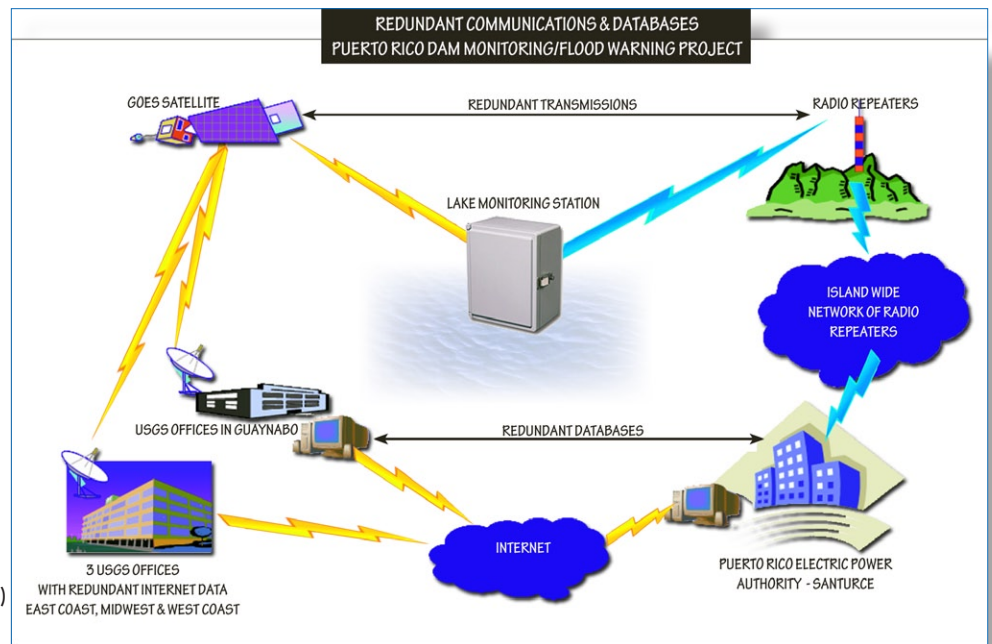 REDUNDANT COMMUNICATIONS & DATABASES
PUERTO RICO DAM MONITORING/FLOOD WARNING PROJECT
GOES SATELLITE
REDUNDANT TRANSMISSIONS
RADIO REPEATERS
LAKE MONITORING STATION
ISLAND WIDE
NETWORK OF RADIO
REPEATERS
USGS OFFICES IN GUAYNABO
REDUNDANT DATABASES
INTERNET
3 USGS OFFICES
WITH REDUNDANT INTERNET DATA
EAST COAST, MIDWEST & WEST COAST
PUERTO RICO ELECTRIC POWER
AUTHORITY - SANTURCE
)